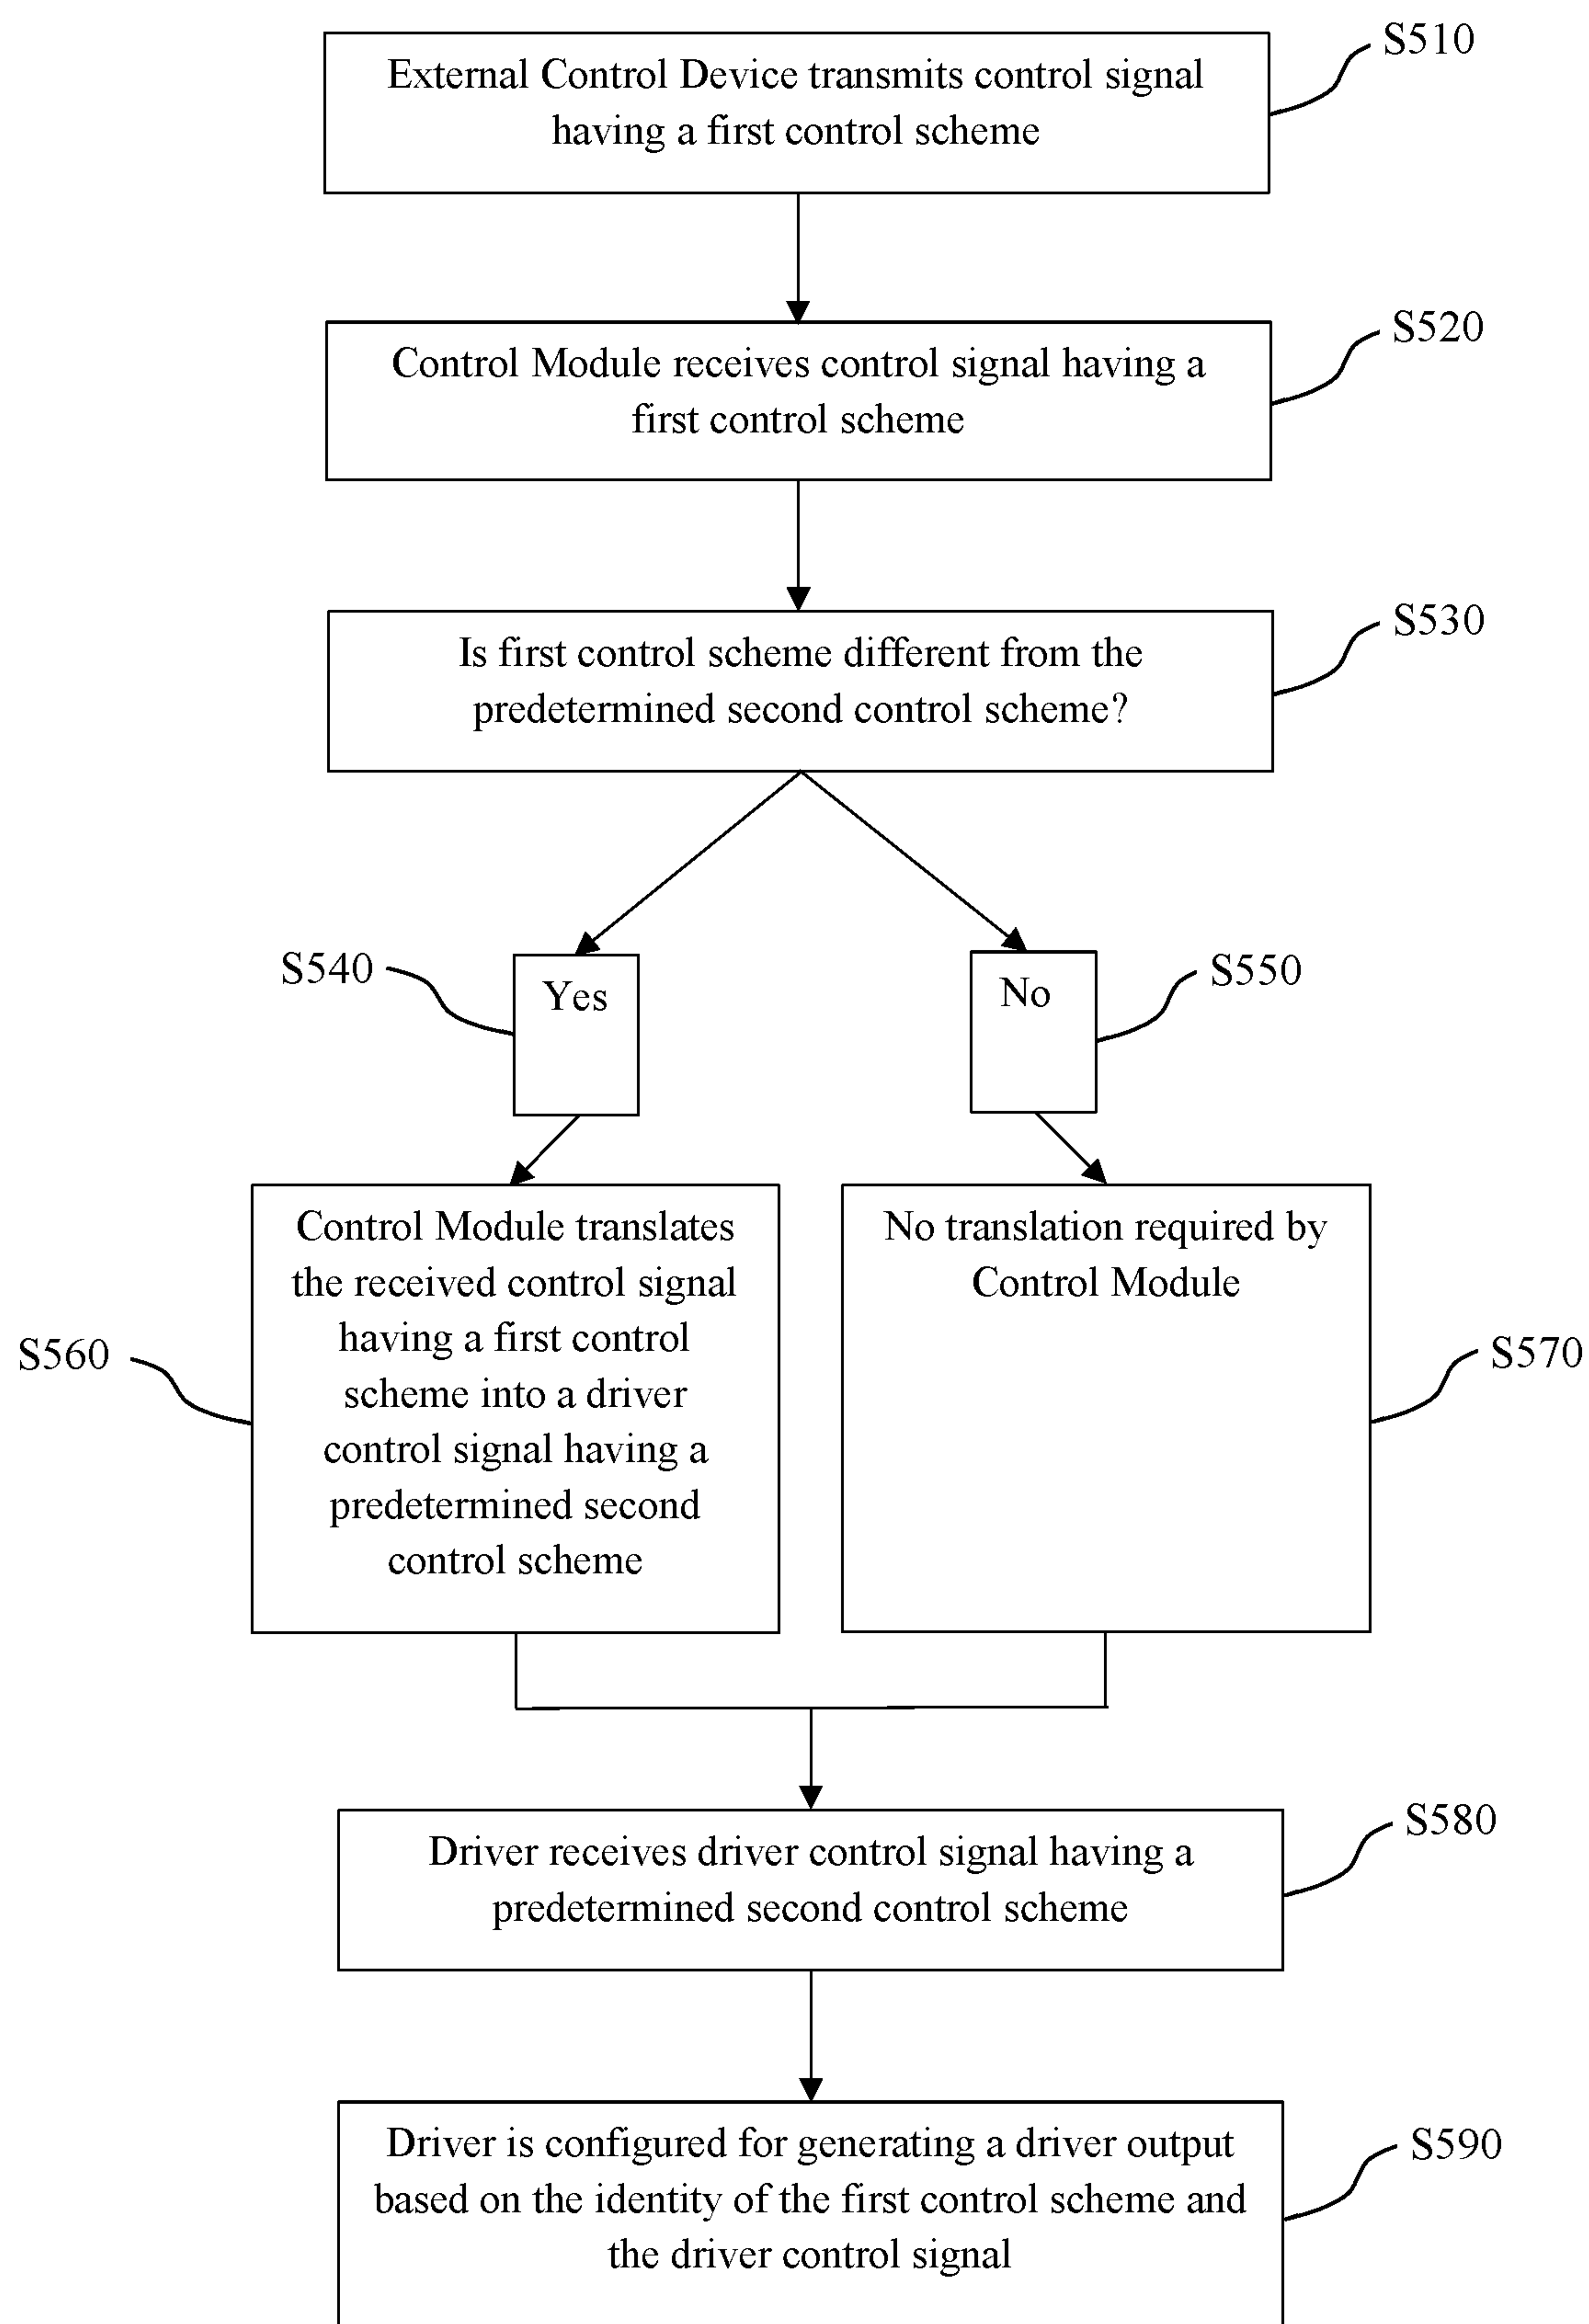 S510
External Control Device transmits control signal
having a first control scheme
S520
Control Module receives control signal having a
first control scheme
S530
Is first control scheme different from the
predetermined second control scheme?
S540
Yes
No
S550
Control Module translates
the received control signal
having a first control
scheme into a driver
control signal having a
predetermined second
control scheme
S560
No translation required by
Control Module
S570
S580
Driver receives driver control signal having a
predetermined second control scheme
S590
Driver is configured for generating a driver output
based on the identity of the first control scheme and
the driver control signal